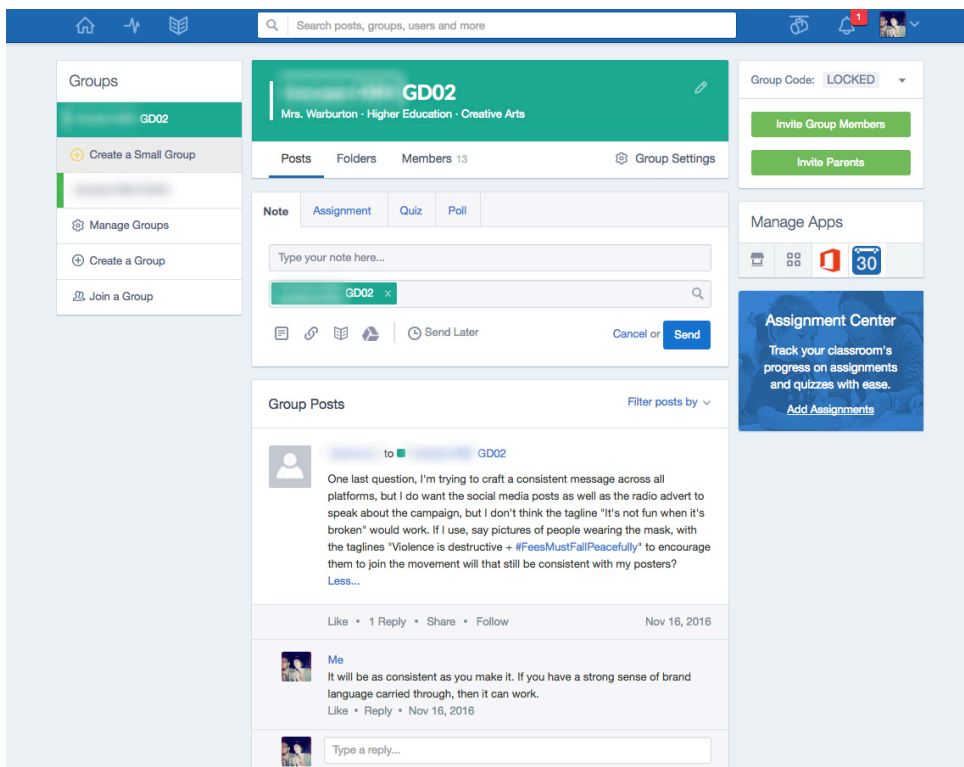 Search posts, groups, users and more
1
Groups
GD02
Create a Small Group
Manage Groups
Create a Group
Join a Group
GD02
Mrs. Warburton · Higher Education · Creative Arts
Posts Folders Members 13 Group Settings
Note Assignment Quiz Poll
Type your note here...
GD02 ×
Send Later Cancel or Send
Group Posts Filter posts by
to GD02
One last question, I'm trying to craft a consistent message across all
platforms, but I do want the social media posts as well as the radio advert to
speak about the campaign, but I don't think the tagline "It's not fun when it's
broken" would work. If I use, say pictures of people wearing the mask, with
the taglines "Violence is destructive + #FeesMustFallPeacefully" to encourage
them to join the movement will that still be consistent with my posters?
Less...
Like • 1 Reply • Share • Follow Nov 16, 2016
Me
It will be as consistent as you make it. If you have a strong sense of brand
language carried through, then it can work.
Like • Reply • Nov 16, 2016
Type a reply...
Group Code: LOCKED
Invite Group Members
Invite Parents
Manage Apps
30
Assignment Center
Track your classroom's
progress on assignments
and quizzes with ease.
Add Assignments